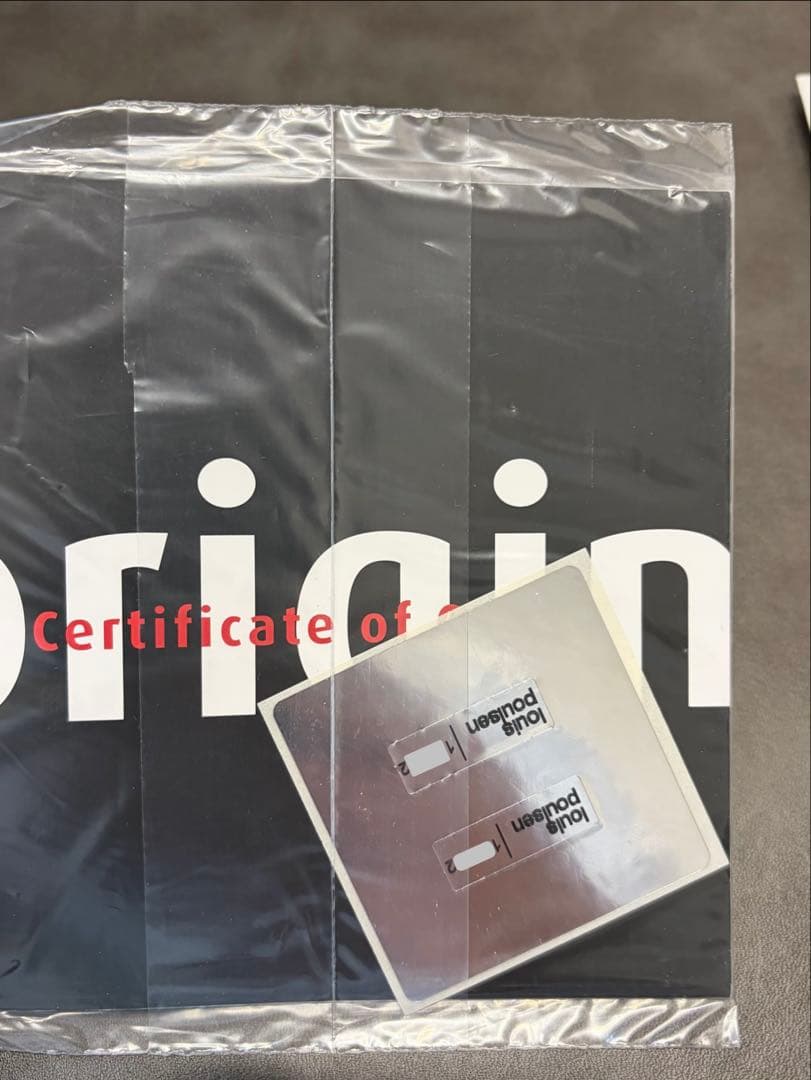 origin
Certificate of
louis
poulsen
1 2
louis
poulsen
1 2